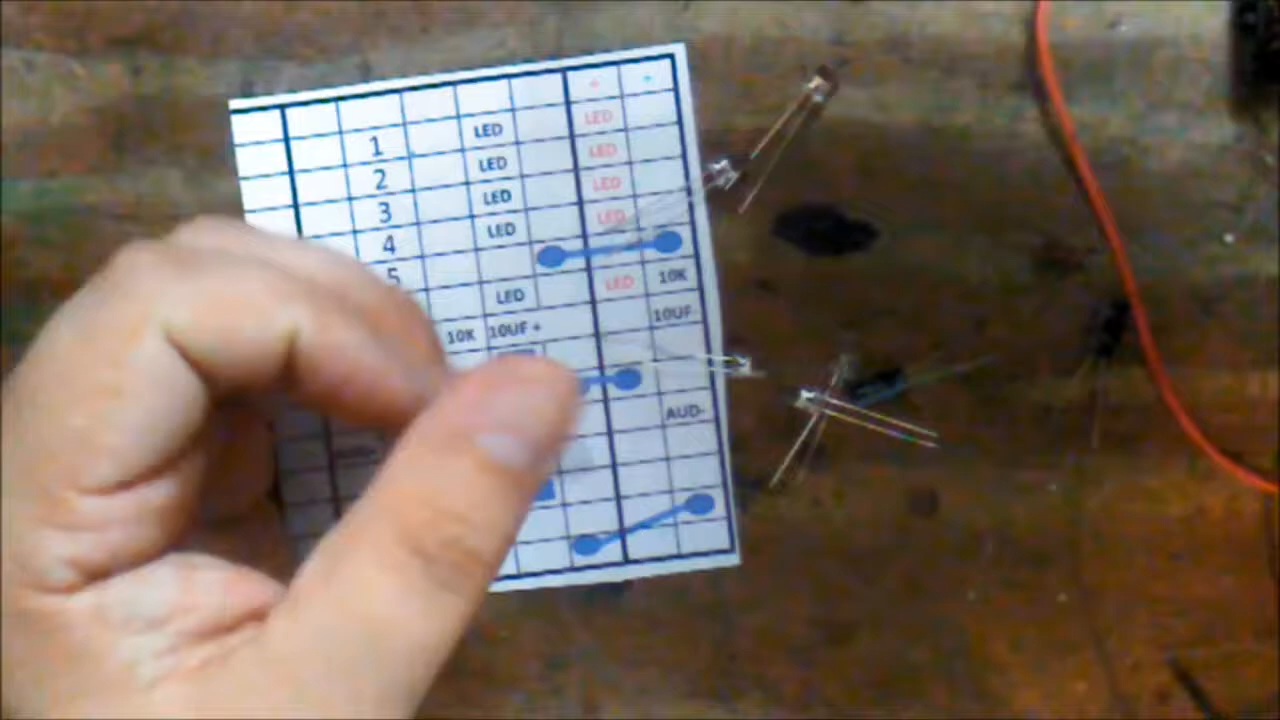 + -
1 LED LED
2 LED LED
3 LED LED
4 LED LED
5
LED LED 10K
10K 10UF + 10UF-
AUD-